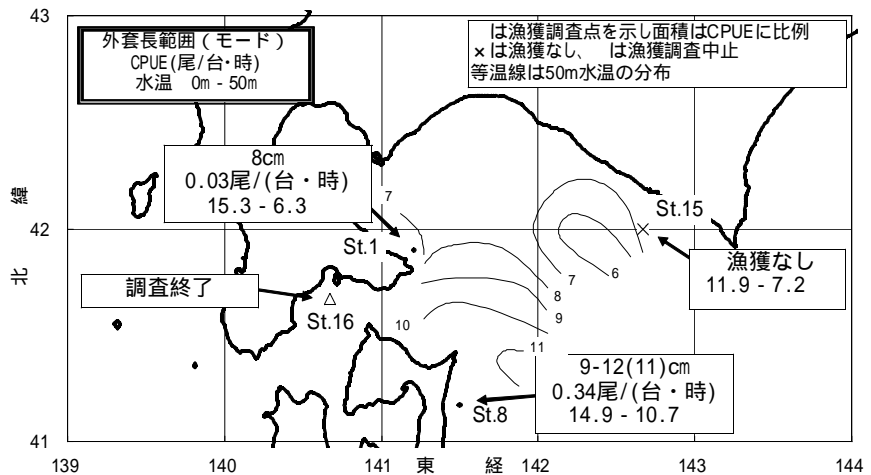 外套長範囲（モード）
CPUE(尾/台・時)
水温 0m - 50m
は漁獲調査点を示し面積はCPUEに比例
×は漁獲なし、 は漁獲調査中止
等温線は50m水温の分布
8cm
0.03尾/(台・時)
15.3 - 6.3
St.1
St.15
漁獲なし
11.9 - 7.2
調査終了
St.16
9-12(11)cm
0.34尾/(台・時)
14.9 - 10.7
St.8
7
7
6
8
9
10
11
43
42
41
北 緯
139
140
141
142
143
144
東 経